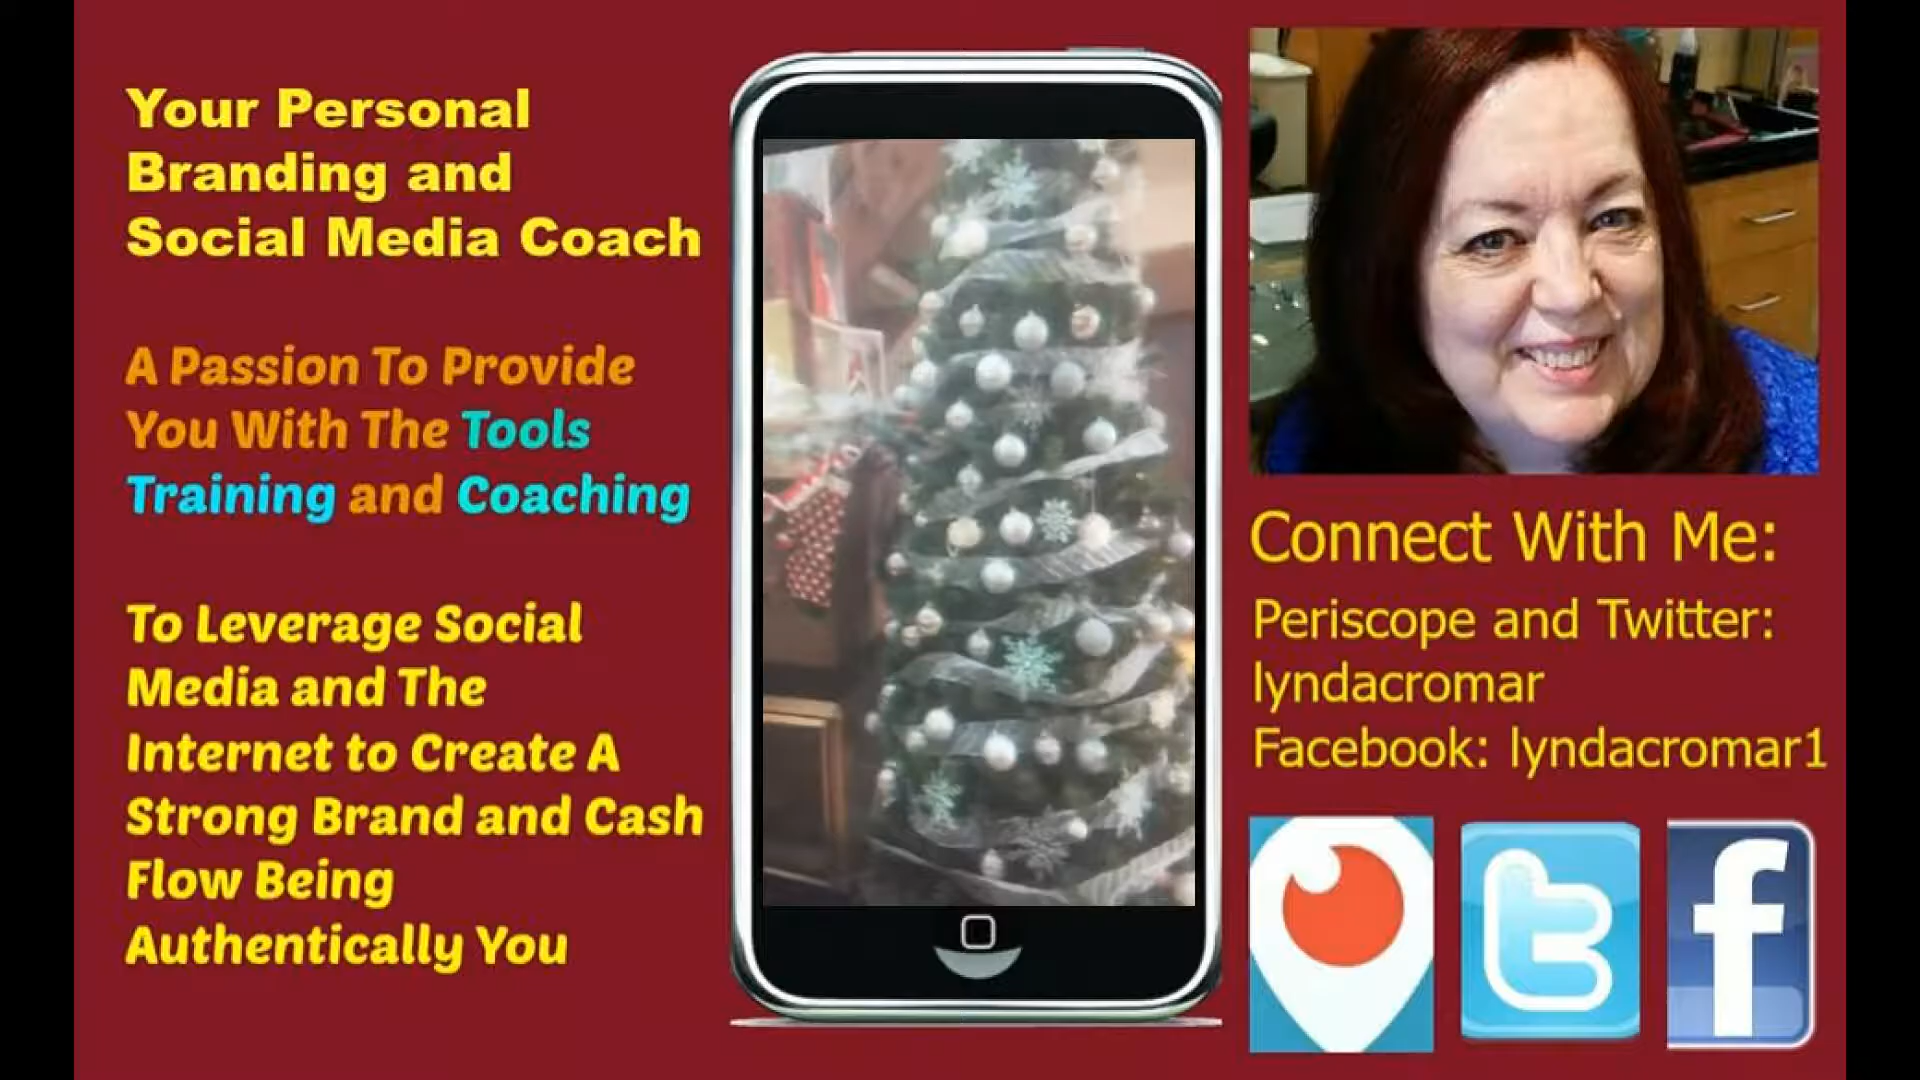 Your Personal
Branding and
Social Media Coach
A Passion To Provide
You With The Tools
Training and Coaching
To Leverage Social
Media and The
Internet to Create A
Strong Brand and Cash
Flow Being
Authentically You
Connect With Me:
Periscope and Twitter:
lyndacromar
Facebook: lyndacromar1